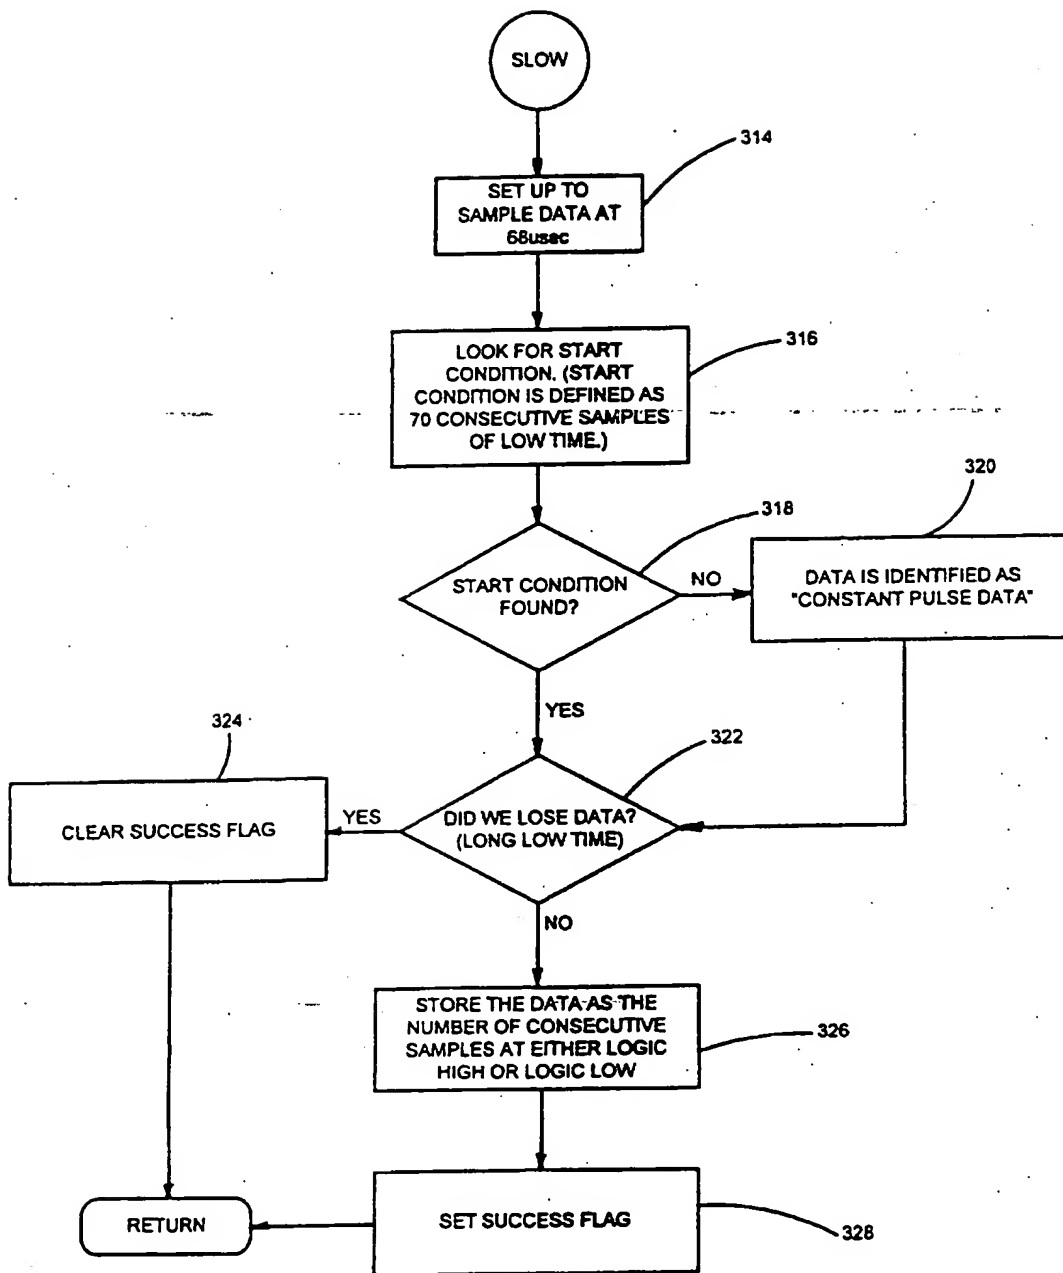 SLOW
314
SET UP TO
SAMPLE DATA AT
68usec
316
LOOK FOR START
CONDITION. (START
CONDITION IS DEFINED AS
70 CONSECUTIVE SAMPLES
OF LOW TIME.)
318
320
START CONDITION
FOUND?
NO
DATA IS IDENTIFIED AS
"CONSTANT PULSE DATA"
YES
324
322
CLEAR SUCCESS FLAG
YES
DID WE LOSE DATA?
(LONG LOW TIME)
NO
STORE THE DATA AS THE
NUMBER OF CONSECUTIVE
SAMPLES AT EITHER LOGIC
HIGH OR LOGIC LOW
326
RETURN
SET SUCCESS FLAG
328